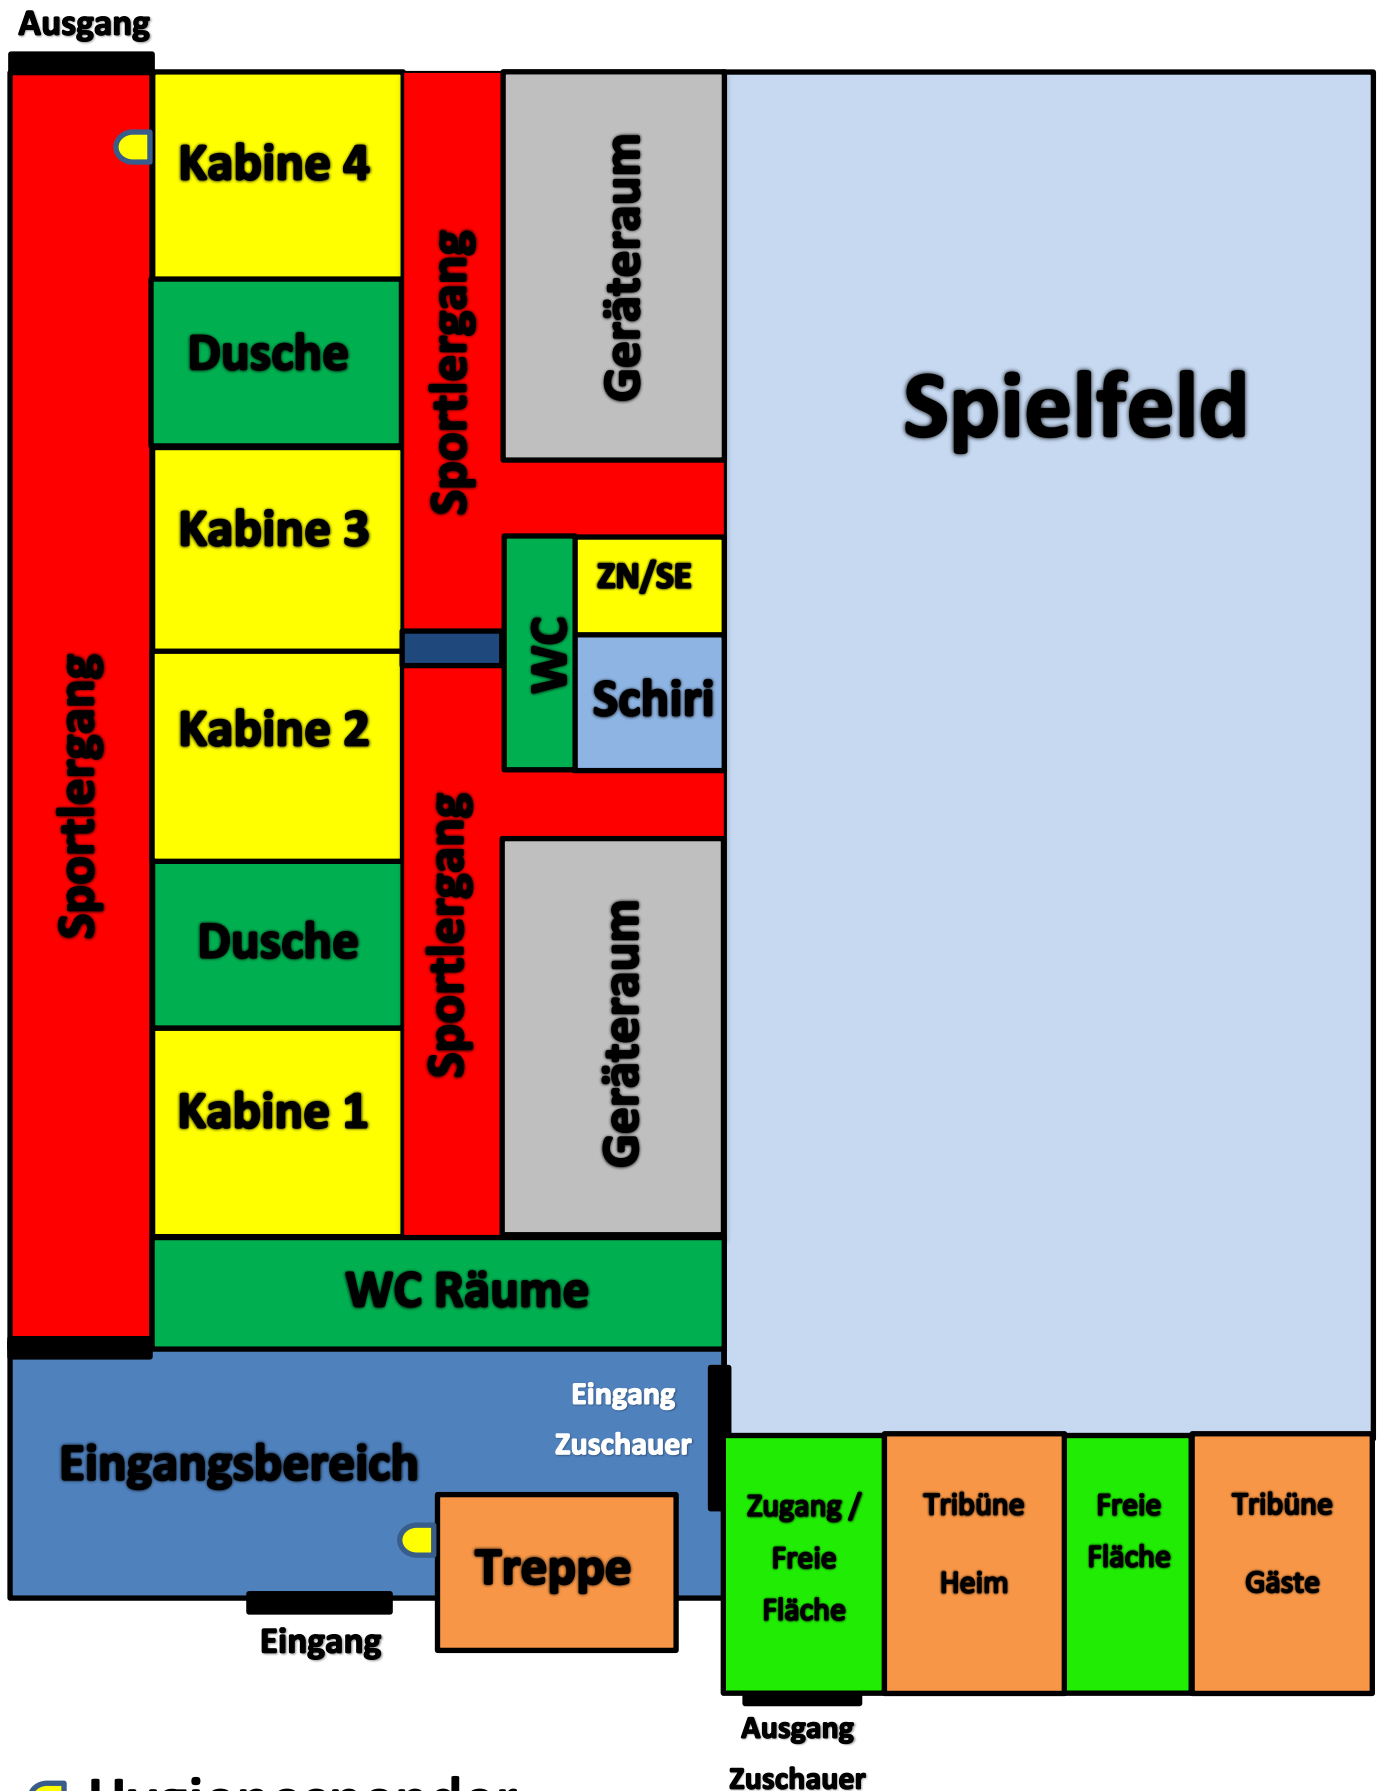 Ausgang
Kabine 4
Sportlergang
Geräteraum
Dusche
Spielfeld
Kabine 3
ZN/SE
WC
Schiri
Kabine 2
Sportlergang
Sportlergang
Dusche
Geräteraum
Kabine 1
WC Räume
Eingang
Zuschauer
Eingangsbereich
Treppe
Zugang /
Freie
Fläche
Tribüne
Heim
Freie
Fläche
Tribüne
Gäste
Eingang
Ausgang
Zuschauer
Hygienespender